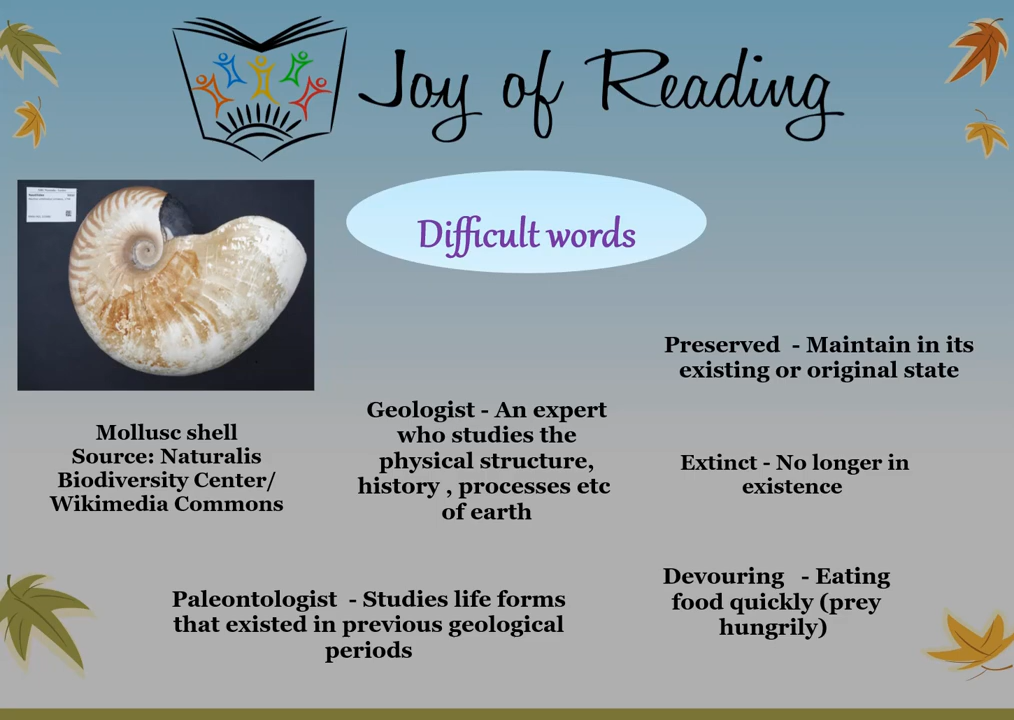 Joy of Reading
Difficult words
Mollusc shell
Source: Naturalis
Biodiversity Center/
Wikimedia Commons
Geologist - An expert
who studies the
physical structure,
history , processes etc
of earth
Preserved - Maintain in its
existing or original state
Extinct - No longer in
existence
Paleontologist - Studies life forms
that existed in previous geological
periods
Devouring - Eating
food quickly (prey
hungrily)